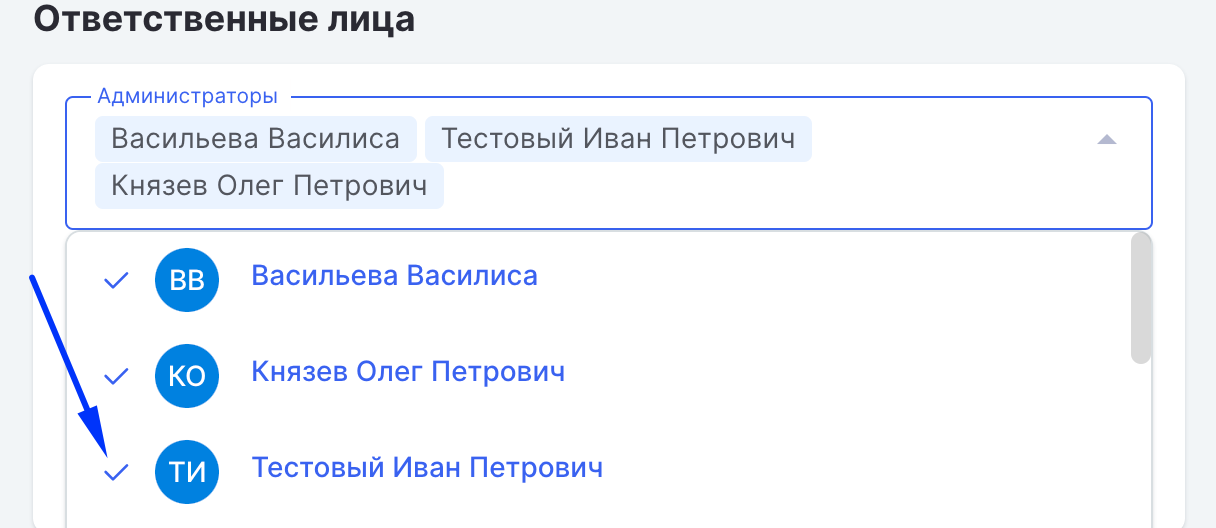 Ответственные лица
Администраторы
Васильева Василиса Тестовый Иван Петрович
Князев Олег Петрович
ВВ Васильева Василиса
КО Князев Олег Петрович
ТИ Тестовый Иван Петрович